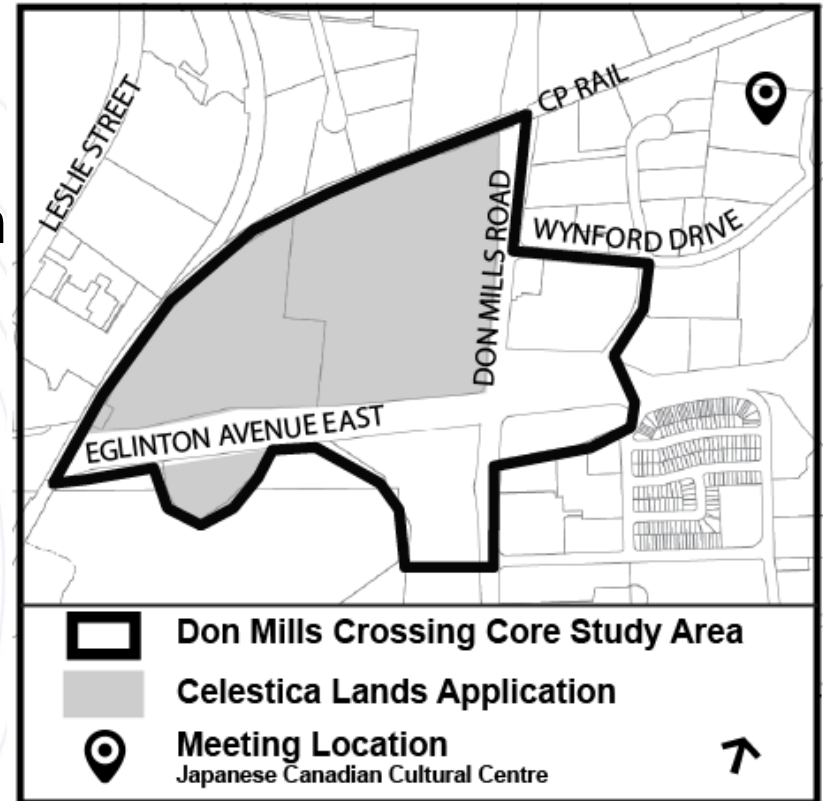 CP RAIL
LESLIE STREET
DON MILLS ROAD
WYNFORD DRIVE
EGLINTON AVENUE EAST
Don Mills Crossing Core Study Area
Celestica Lands Application
Meeting Location
Japanese Canadian Cultural Centre